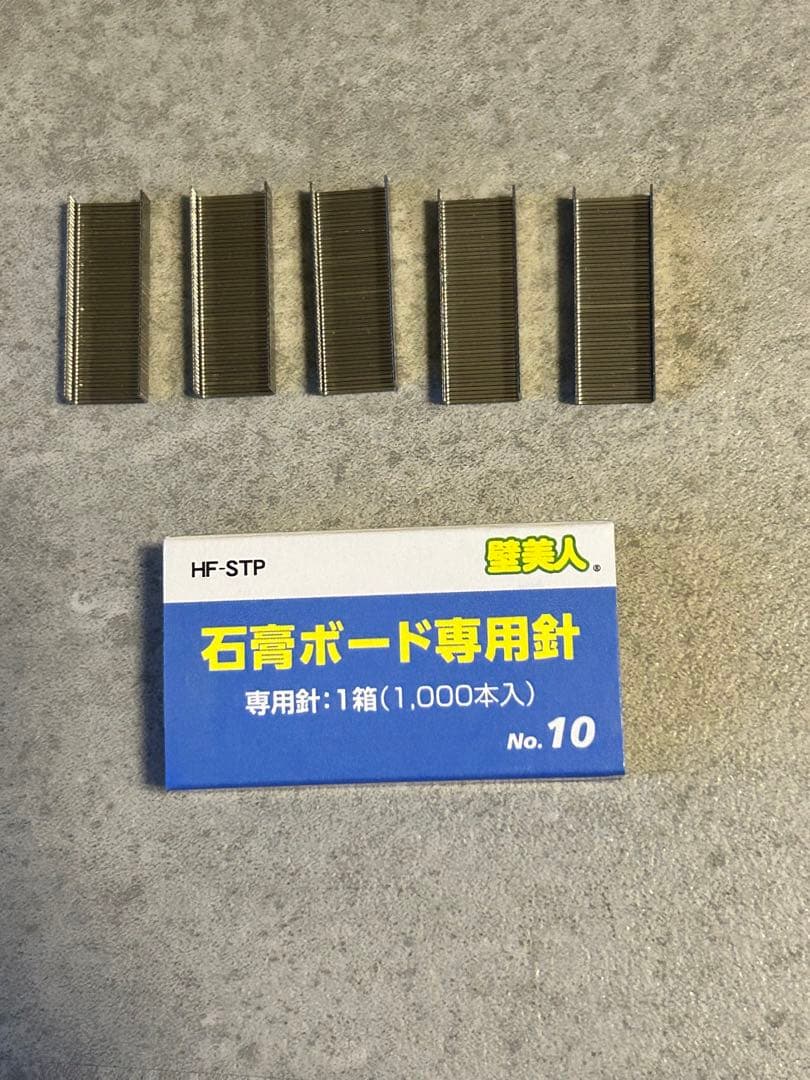 HF-STP
壁美人®
石膏ボード専用針
専用針:1箱(1,000本入)
No.10